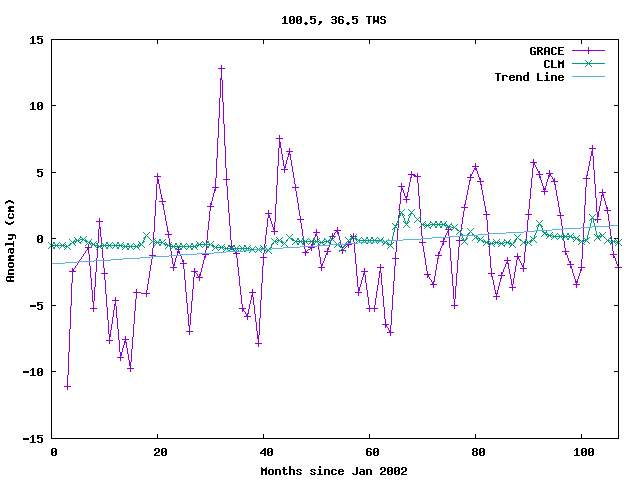 100.5, 36.5 TWS
GRACE
CLM
Trend Line
15
10
5
0
-5
-10
-15
Anomaly (cm)
0 20 40 60 80 100
Months since Jan 2002